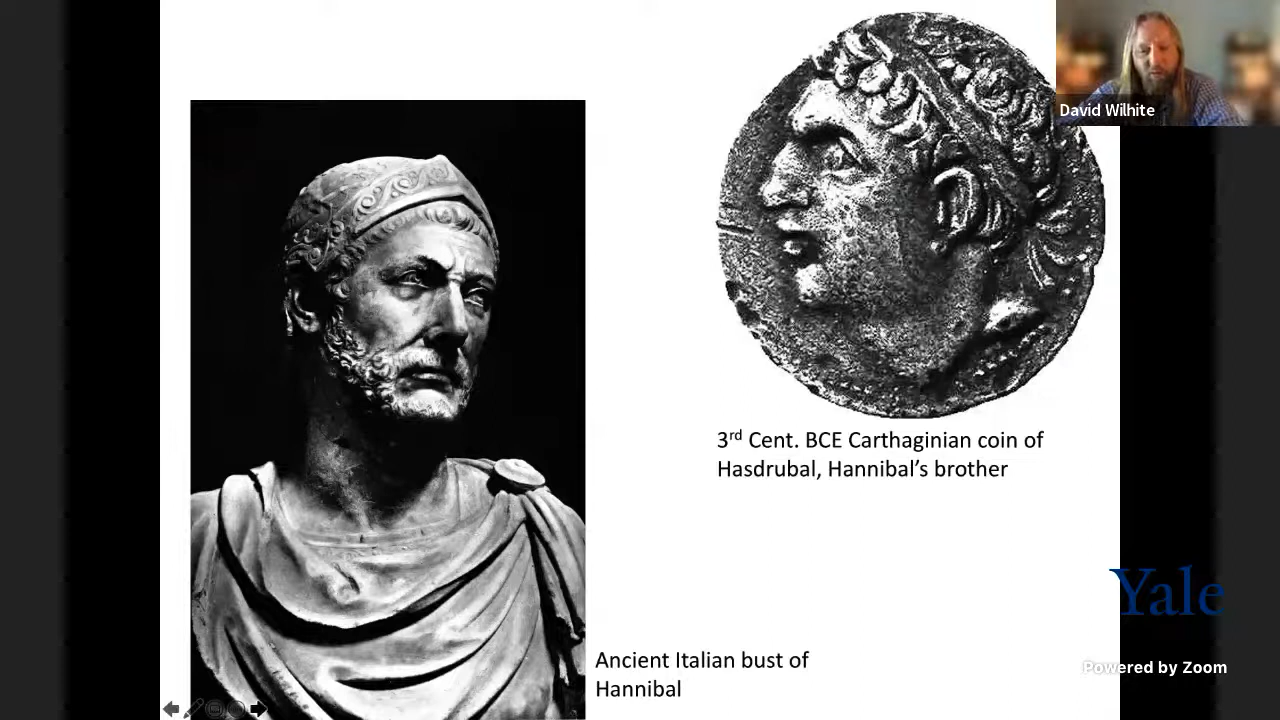 David Wilhite
3rd Cent. BCE Carthaginian coin of
Hasdrubal, Hannibal’s brother
Ancient Italian bust of
Hannibal
Yale
Powered by Zoom